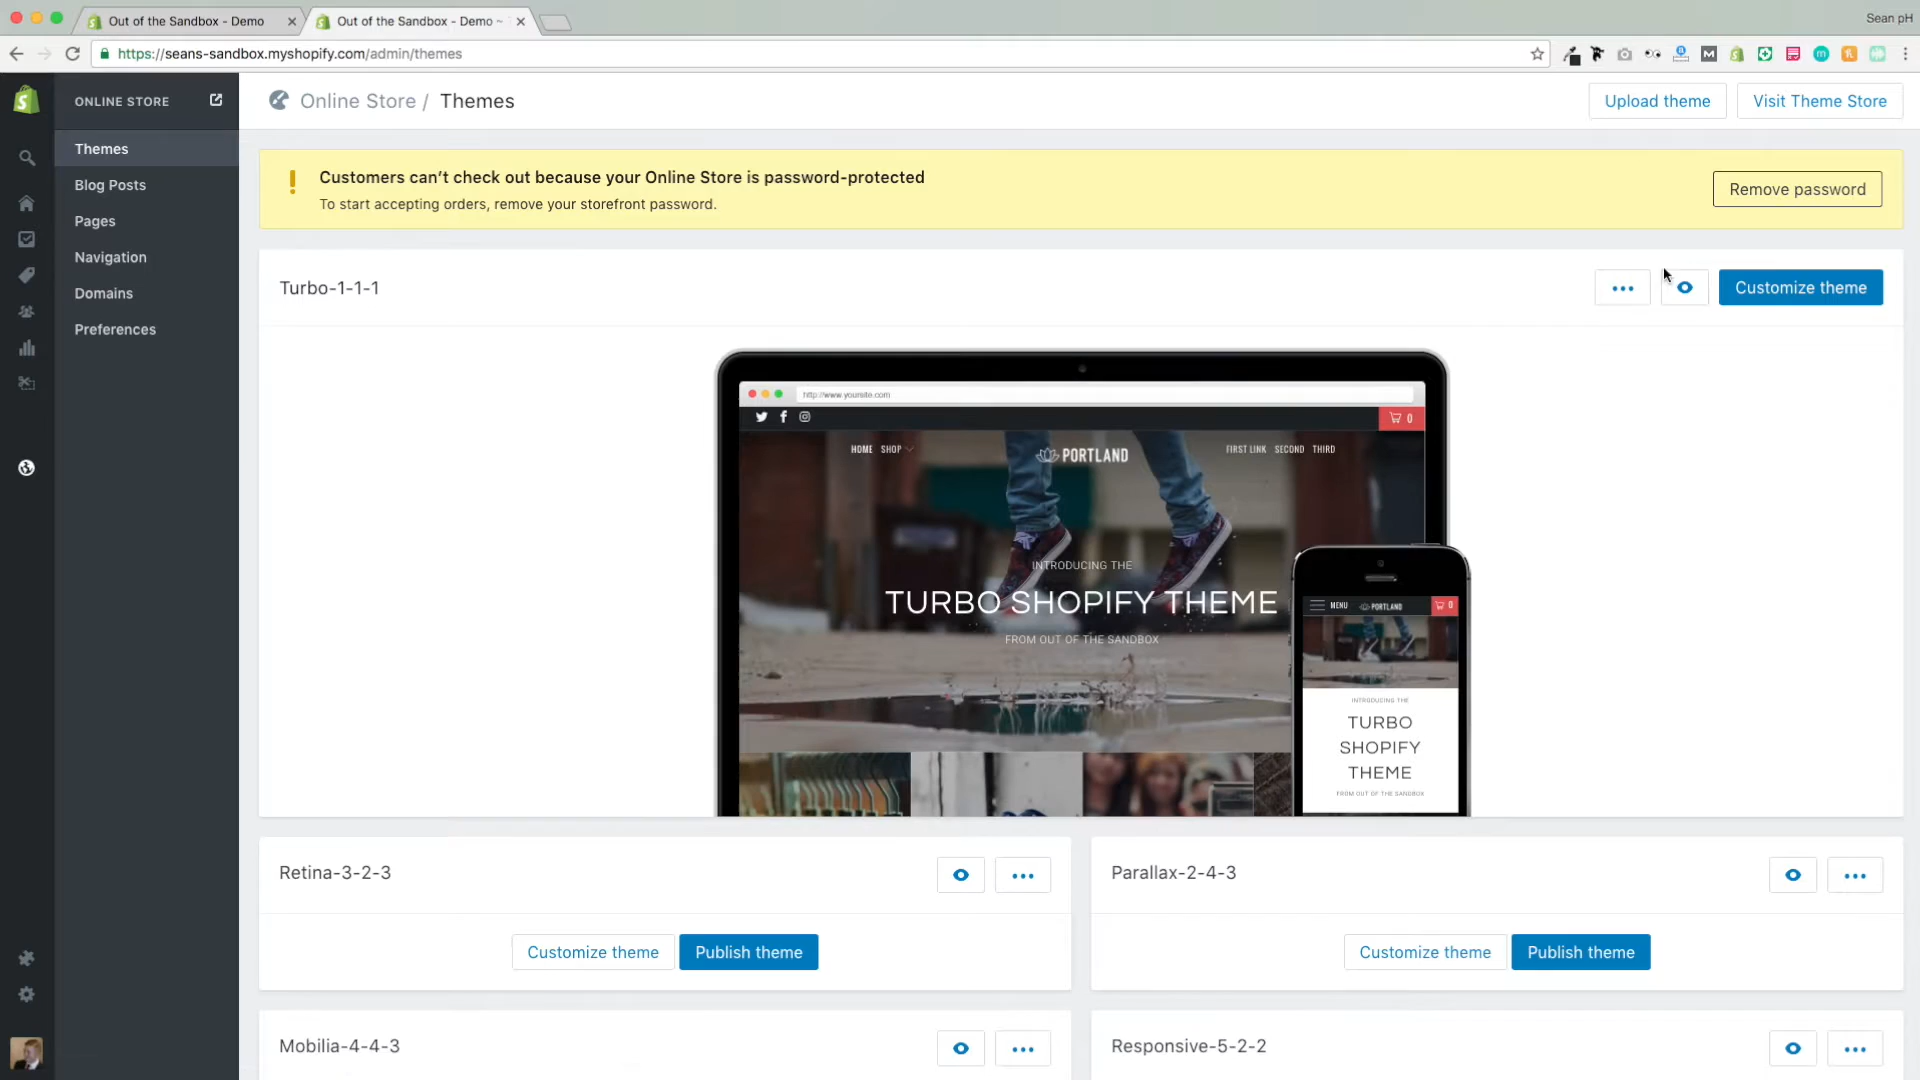 Out of the Sandbox - Demo
Out of the Sandbox - Demo ~
Sean pH
https://seans-sandbox.myshopify.com/admin/themes
ONLINE STORE
Online Store / Themes
Upload theme
Visit Theme Store
Themes
Blog Posts
Pages
Navigation
Domains
Preferences
Customers can’t check out because your Online Store is password-protected
To start accepting orders, remove your storefront password.
Remove password
Turbo-1-1-1
Customize theme
http://www.yoursite.com
0
HOME SHOP
PORTLAND
FIRST LINK SECOND THIRD
INTRODUCING THE
TURBO SHOPIFY THEME
FROM OUT OF THE SANDBOX
MENU PORTLAND 0
INTRODUCING THE
TURBO
SHOPIFY
THEME
FROM OUT OF THE SANDBOX
Retina-3-2-3
Customize theme
Publish theme
Parallax-2-4-3
Customize theme
Publish theme
Mobilia-4-4-3
Responsive-5-2-2